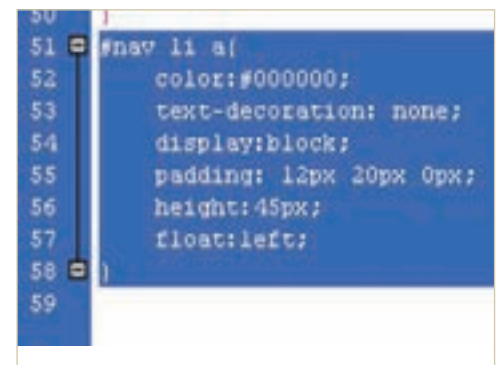 50 }
51 #nav li a{
52 color:#000000;
53 text-decoration: none;
54 display:block;
55 padding: 12px 20px 0px;
56 height:45px;
57 float:left;
58 }
59